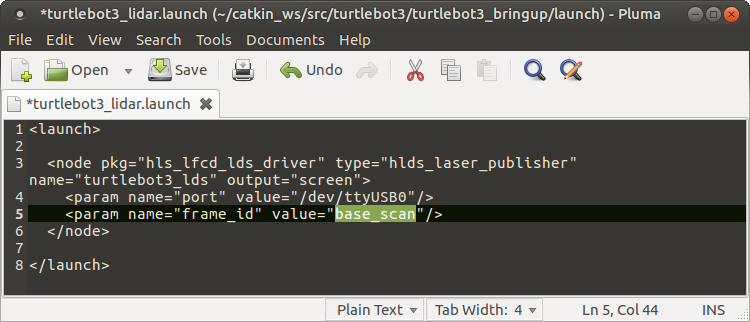 *turtlebot3_lidar.launch (~/catkin_ws/src/turtlebot3/turtlebot3_bringup/launch) - Pluma
File Edit View Search Tools Documents Help
Open Save Undo
*turtlebot3_lidar.launch
1 <launch>
2
3 <node pkg="hls_lfcd_lds_driver" type="hlds_laser_publisher"
name="turtlebot3_lds" output="screen">
4 <param name="port" value="/dev/ttyUSB0"/>
5 <param name="frame_id" value="base_scan"/>
6 </node>
7
8 </launch>
Plain Text Tab Width: 4 Ln 5, Col 44 INS